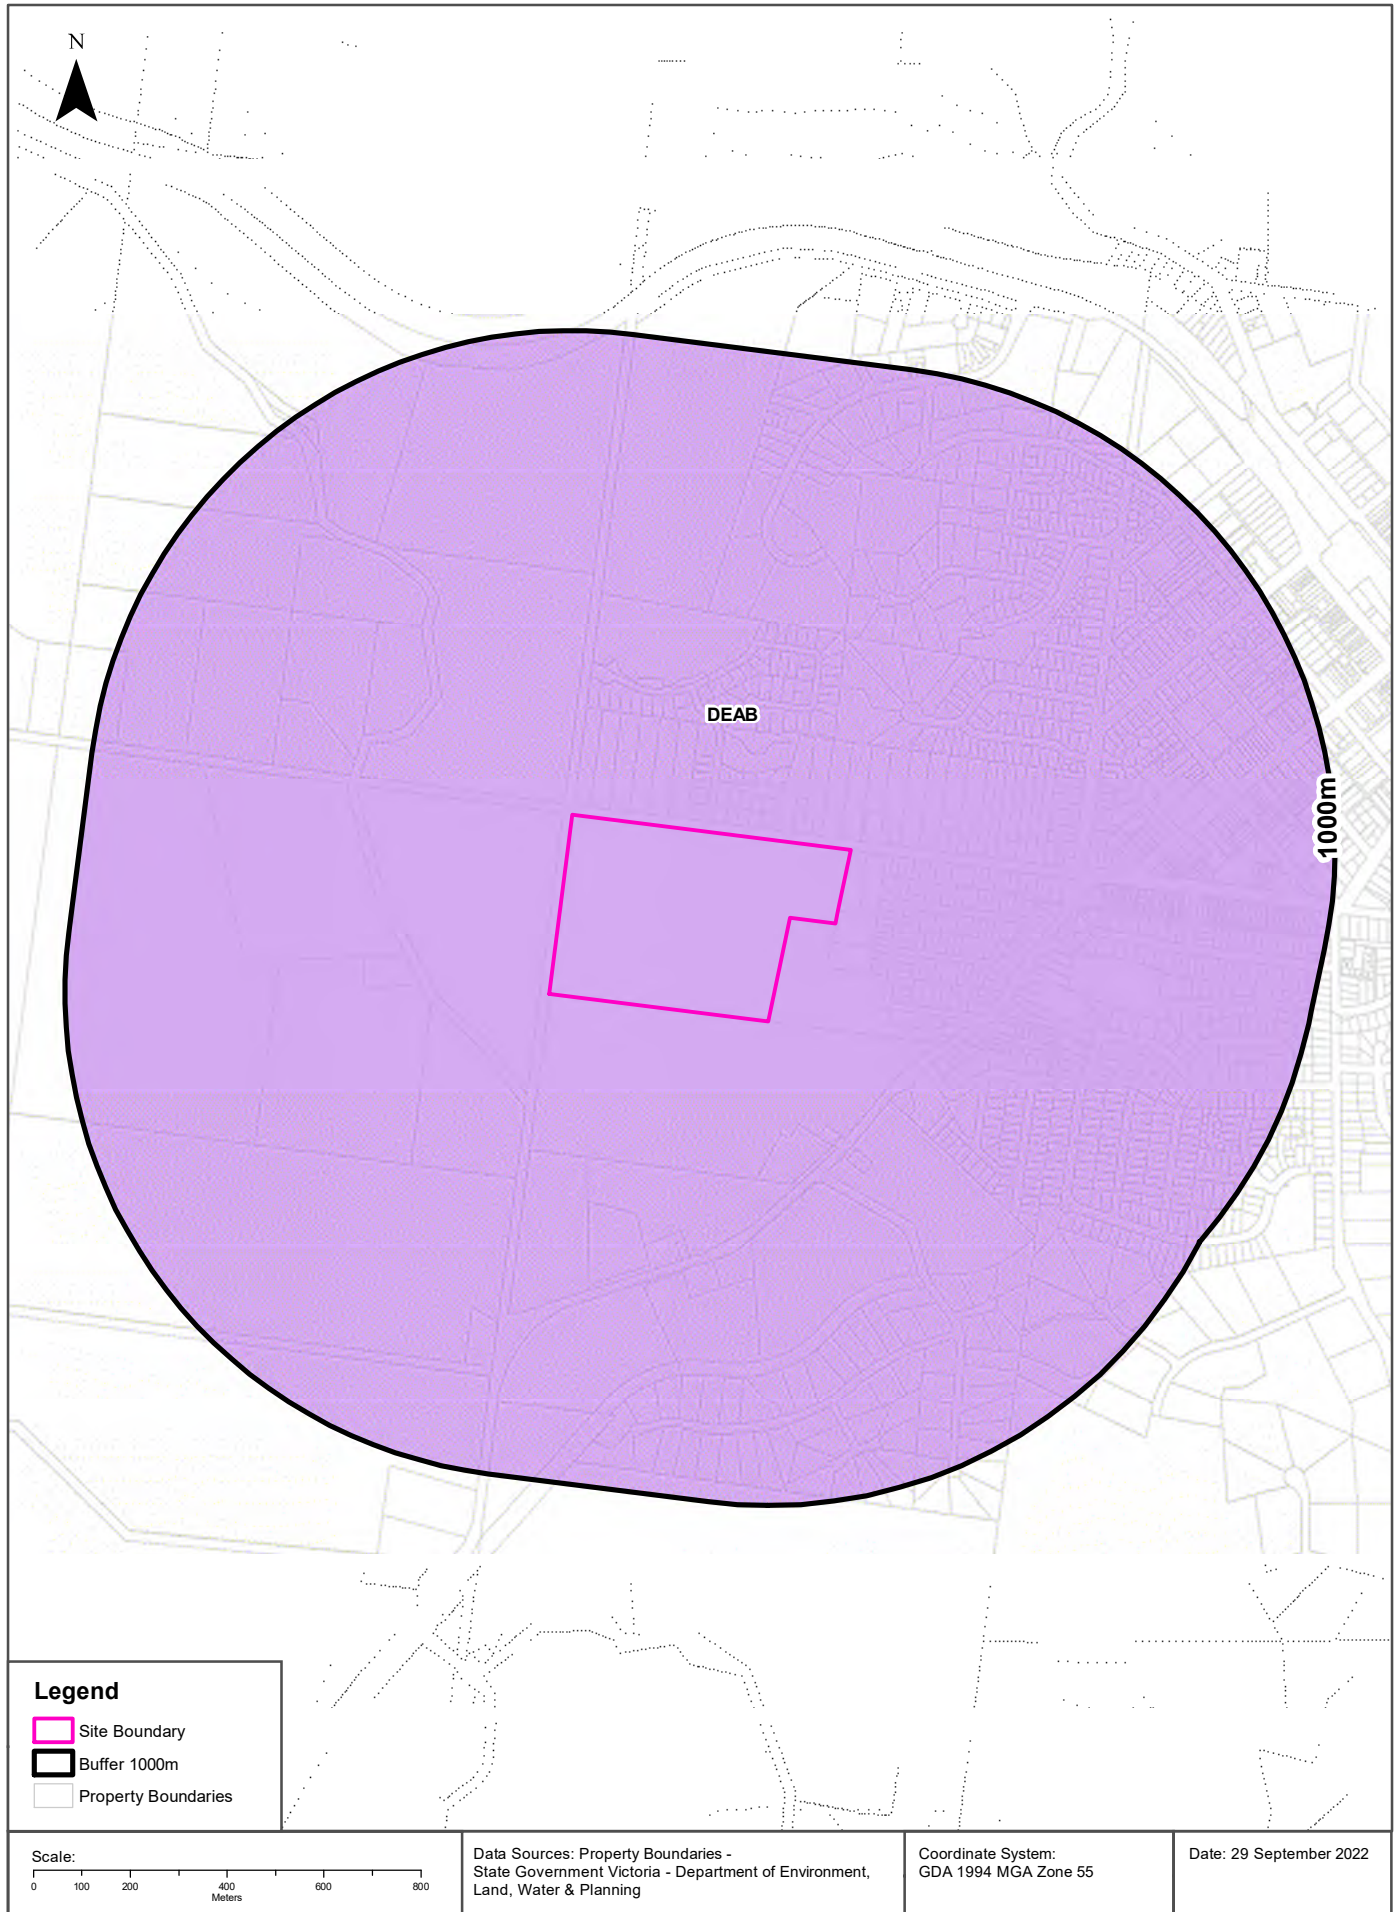 N
DEAB
1000m
Legend
Site Boundary
Buffer 1000m
Property Boundaries
Scale:
0 100 200 400 600 800
Meters
Data Sources: Property Boundaries -
State Government Victoria - Department of Environment,
Land, Water & Planning
Coordinate System:
GDA 1994 MGA Zone 55
Date: 29 September 2022